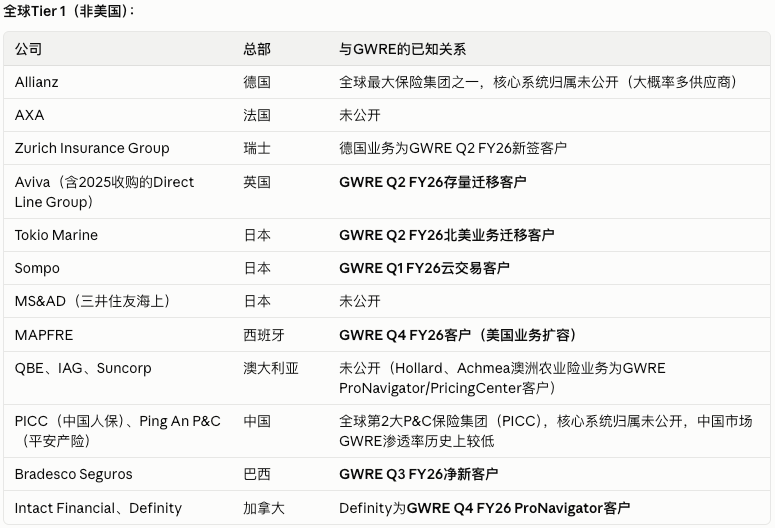 全球Tier 1（非美国）：
公司 总部 与GWRE的已知关系
Allianz 德国 全球最大保险集团之一，核心系统归属未公开（大概率多供应商）
AXA 法国 未公开
Zurich Insurance Group 瑞士 德国业务为GWRE Q2 FY26新签客户
Aviva（含2025收购的Direct
Line Group） 英国 GWRE Q2 FY26存量迁移客户
Tokio Marine 日本 GWRE Q2 FY26北美业务迁移客户
Sompo 日本 GWRE Q1 FY26云交易客户
MS&AD（三井住友海上） 日本 未公开
MAPFRE 西班牙 GWRE Q4 FY26客户（美国业务扩容）
QBE、IAG、Suncorp 澳大利亚 未公开（Hollard、Achmea澳洲农业险业务为GWRE
ProNavigator/PricingCenter客户）
PICC（中国人保）、Ping An P&C
（平安产险） 中国 全球第2大P&C保险集团（PICC），核心系统归属未公开，中国市场
GWRE渗透率历史上较低
Bradesco Seguros 巴西 GWRE Q3 FY26净新客户
Intact Financial、Definity 加拿大 Definity为GWRE Q4 FY26 ProNavigator客户